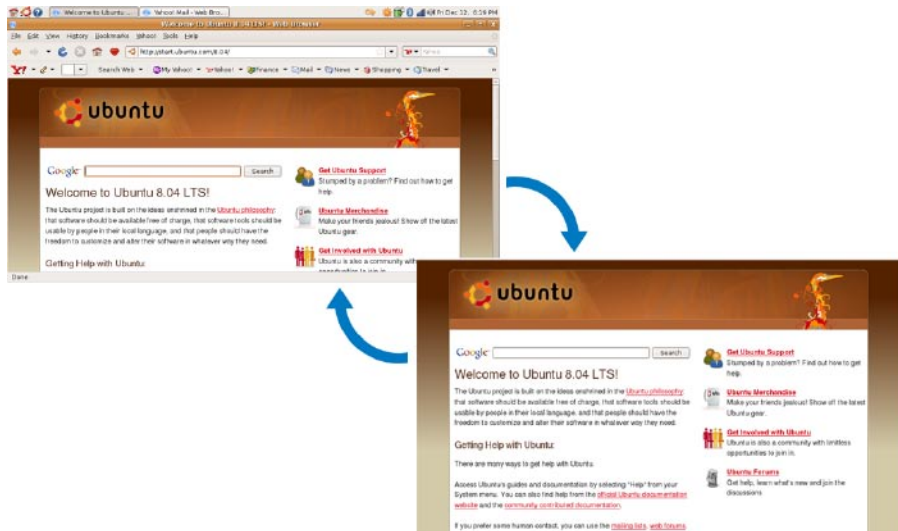 Welcome to Ubuntu ... Yahoo! Mail - Web Bro... Fri Dec 12, 6:16 PM
Welcome to Ubuntu 8.04 LTS! - Web Browser
File Edit View History Bookmarks Yahoo! Tools Help
http://start.ubuntu.com/8.04/
Y! Search Web My Yahoo! Yahoo! Finance Mail News Shopping Travel
ubuntu
Google Search
Welcome to Ubuntu 8.04 LTS!
The Ubuntu project is built on the ideas enshrined in the Ubuntu philosophy:
that software should be available free of charge, that software tools should be
usable by people in their local language, and that people should have the
freedom to customize and alter their software in whatever way they need.
Getting Help with Ubuntu:
Get Ubuntu Support
Stumped by a problem? Find out how to get
help.
Ubuntu Merchandise
Make your friends jealous! Show off the latest
Ubuntu gear.
Get Involved with Ubuntu
Ubuntu is also a community with
opportunities to join in.
Done
ubuntu
Google Search
Welcome to Ubuntu 8.04 LTS!
The Ubuntu project is built on the ideas enshrined in the Ubuntu philosophy:
that software should be available free of charge, that software tools should be
usable by people in their local language, and that people should have the
freedom to customize and alter their software in whatever way they need.
Getting Help with Ubuntu:
There are many ways to get help with Ubuntu.
Access Ubuntu's guides and documentation by selecting "Help" from your
System menu. You can also find help from the official Ubuntu documentation
website and the community contributed documentation.
If you prefer some human contact, you can use the mailing lists, web forums
Get Ubuntu Support
Stumped by a problem? Find out how to get
help.
Ubuntu Merchandise
Make your friends jealous! Show off the latest
Ubuntu gear.
Get Involved with Ubuntu
Ubuntu is also a community with limitless
opportunities to join in.
Ubuntu Forums
Get help, learn what's new and join the
discussions